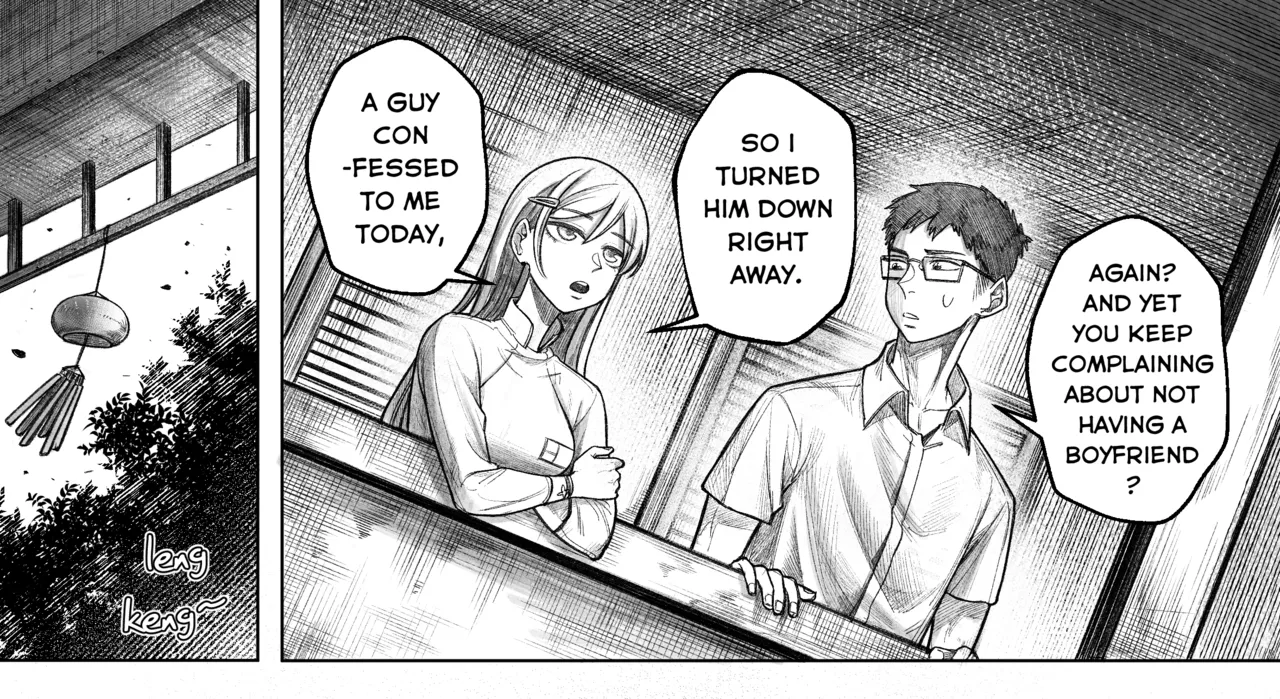 leng
keng~
A GUY
CON
-FESSED
TO ME
TODAY,
SO I
TURNED
HIM DOWN
RIGHT
AWAY.
AGAIN?
AND YET
YOU KEEP
COMPLAINING
ABOUT NOT
HAVING A
BOYFRIEND
?